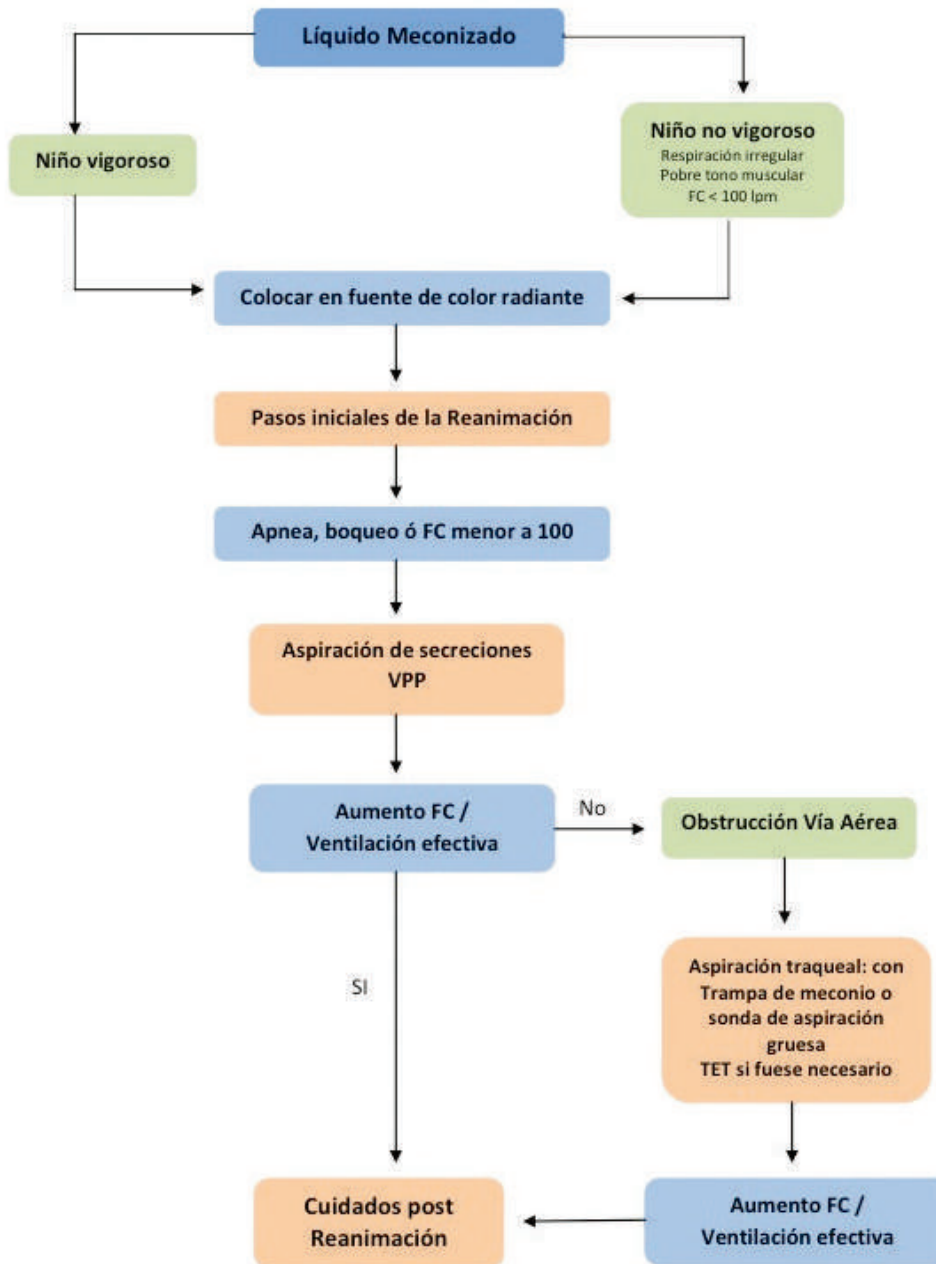 Líquido Meconizado
Niño vigoroso
Niño no vigoroso
Respiración irregular
Pobre tono muscular
FC < 100 lpm
Colocar en fuente de color radiante
Pasos iniciales de la Reanimación
Apnea, boqueo ó FC menor a 100
Aspiración de secreciones
VPP
Aumento FC /
Ventilación efectiva
No
Obstrucción Vía Aérea
SI
Aspiración traqueal: con
Trampa de meconio o
sonda de aspiración
gruesa
TET si fuese necesario
Cuidados post
Reanimación
Aumento FC /
Ventilación efectiva